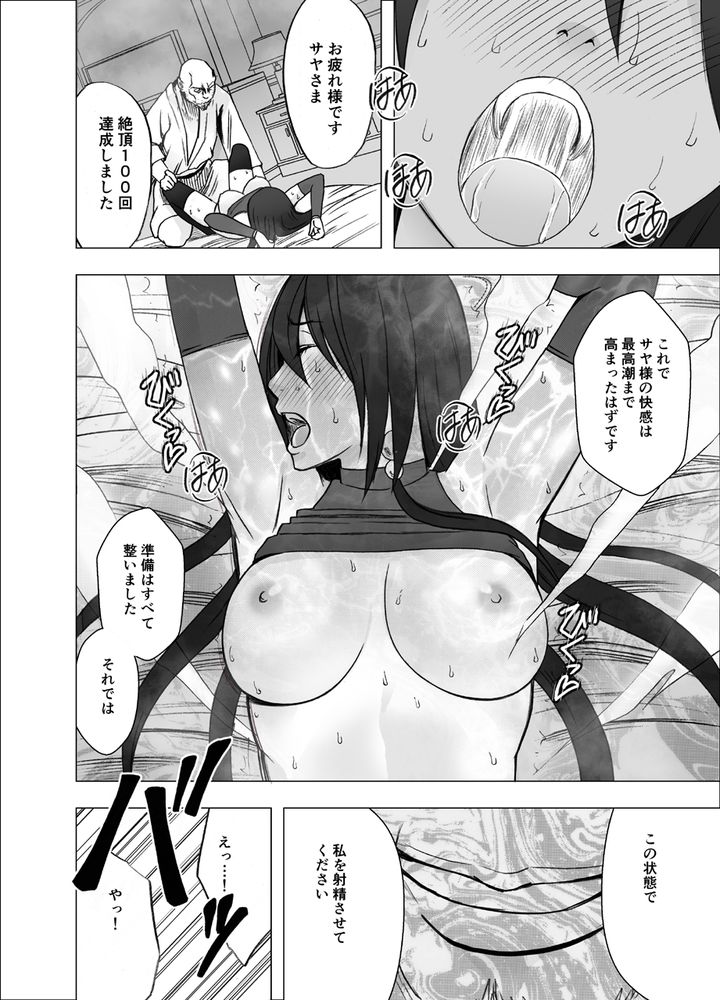 はあ
はあ
はあ
お疲れ様です
サヤさま
絶頂100回
達成しました
これで
サヤ様の快感は
最高潮まで
高まったはずです
びくっ
はあ
びくっ
はあ
びくっ
準備はすべて
整いました
それでは
この状態で
私を射精させて
ください
えっ……！
やっ！
バッ